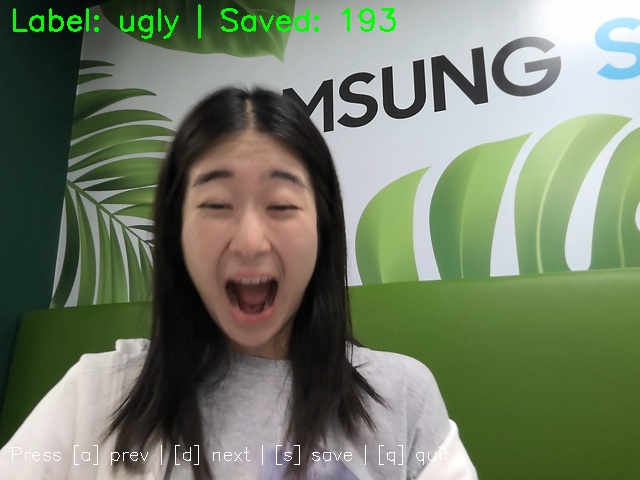 Label: ugly | Saved: 193
MSUNG S
Press [a] prev | [d] next | [s] save | [q] quit